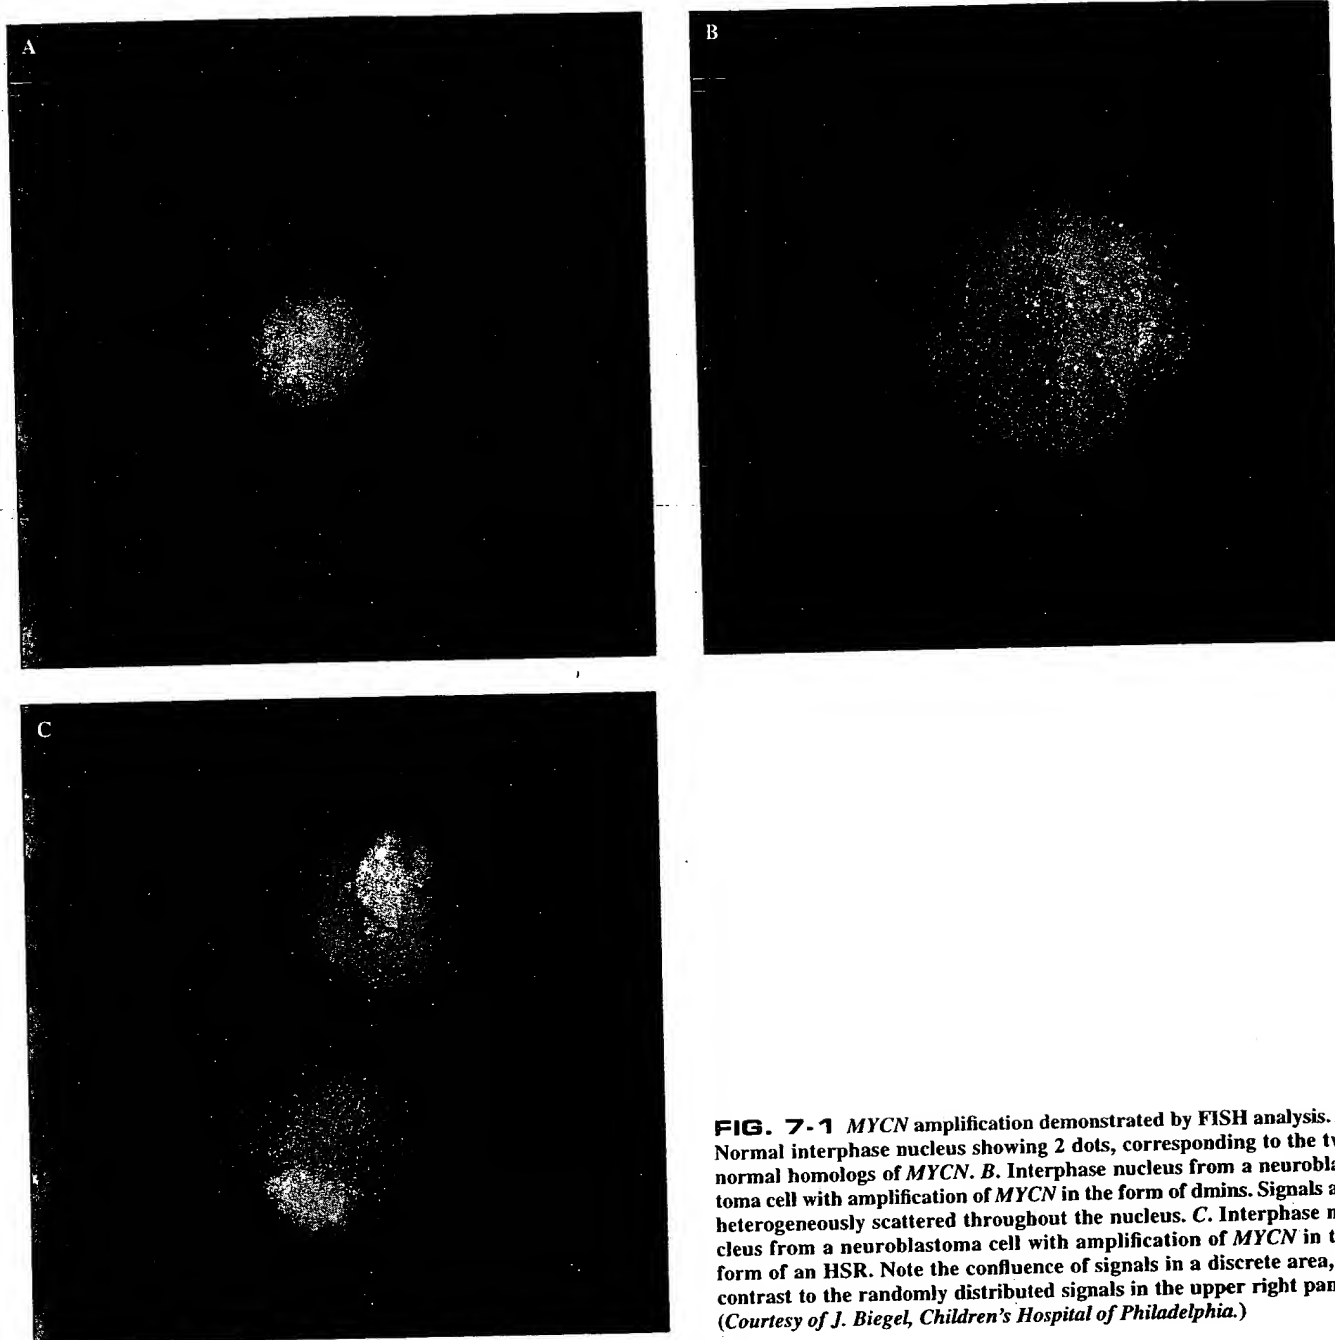 A
B
C
FIG. 7-1 MYCN amplification demonstrated by FISH analysis.
Normal interphase nucleus showing 2 dots, corresponding to the tw
normal homologs of MYCN. B. Interphase nucleus from a neurobla
toma cell with amplification of MYCN in the form of dmins. Signals a
heterogeneously scattered throughout the nucleus. C. Interphase n
cleus from a neuroblastoma cell with amplification of MYCN in t
form of an HSR. Note the confluence of signals in a discrete area,
contrast to the randomly distributed signals in the upper right pan
(Courtesy of J. Biegel, Children's Hospital of Philadelphia.)